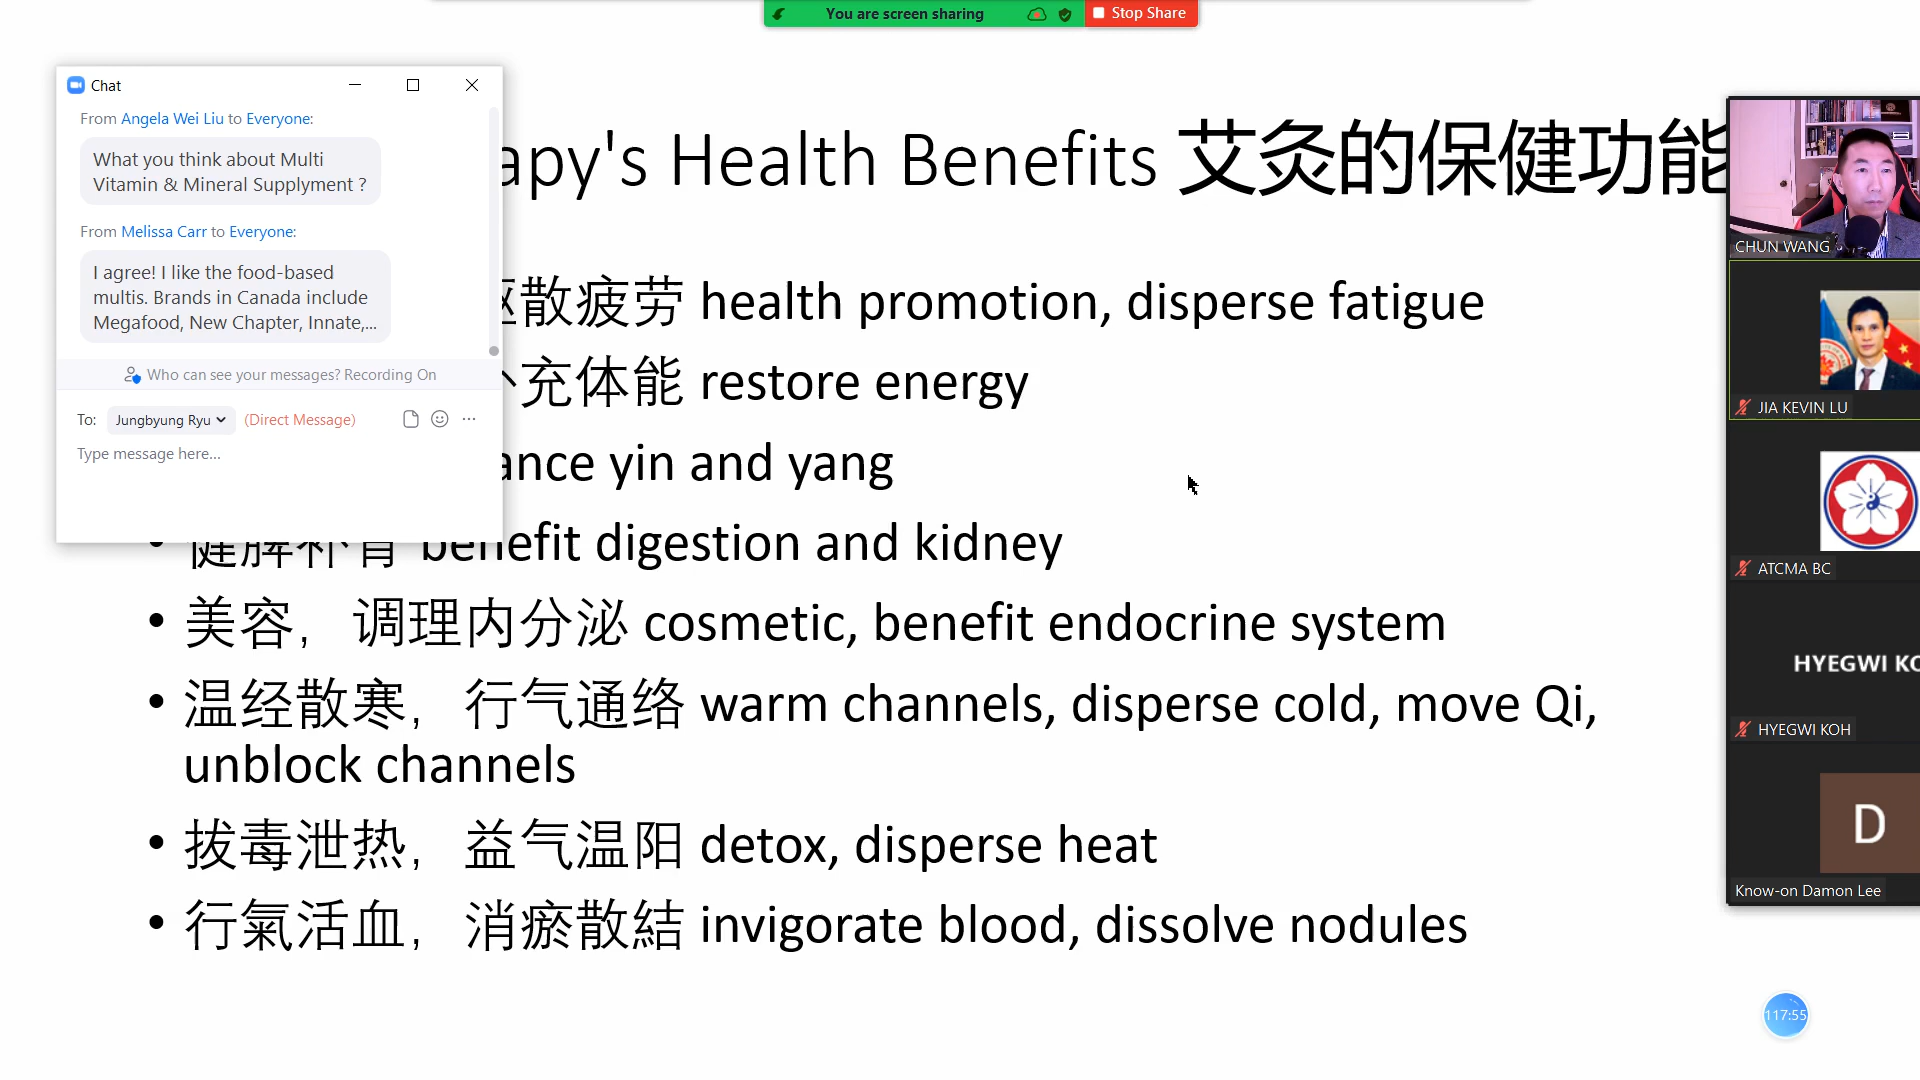 You are screen sharing
Stop Share
Chat
From Angela Wei Liu to Everyone:
What you think about Multi
Vitamin & Mineral Supplyment ?
From Melissa Carr to Everyone:
I agree! I like the food-based
multis. Brands in Canada include
Megafood, New Chapter, Innate,...
Who can see your messages? Recording On
To: Jungbyung Ryu (Direct Message)
Type message here...
apy's Health Benefits 艾灸的保健功能
散疲劳 health promotion, disperse fatigue
充体能 restore energy
ance yin and yang
健脾补肾 benefit digestion and kidney
• 美容，调理内分泌 cosmetic, benefit endocrine system
• 温经散寒，行气通络 warm channels, disperse cold, move Qi,
unblock channels
• 拔毒泄热，益气温阳 detox, disperse heat
• 行氣活血，消瘀散結 invigorate blood, dissolve nodules
CHUN WANG
JIA KEVIN LU
ATCMA BC
HYEGWI KO
HYEGWI KOH
D
Know-on Damon Lee
117:55